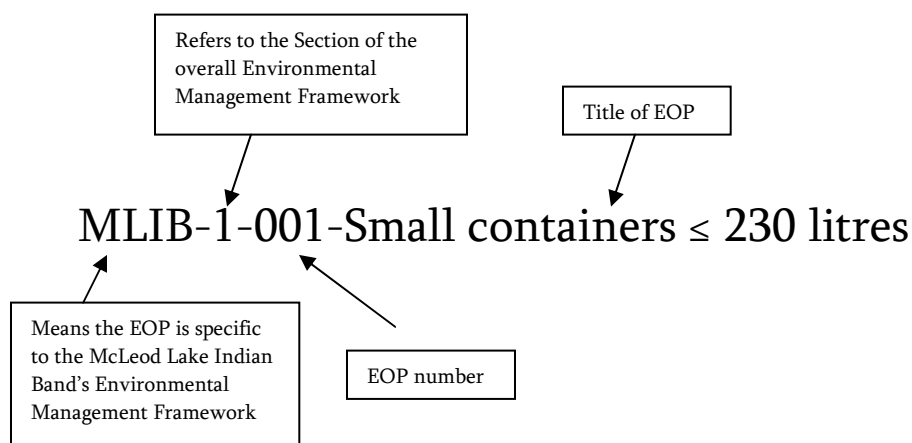 Refers to the Section of the
overall Environmental
Management Framework
Title of EOP
MLIB-1-001-Small containers ≤ 230 litres
Means the EOP is specific
to the McLeod Lake Indian
Band’s Environmental
Management Framework
EOP number